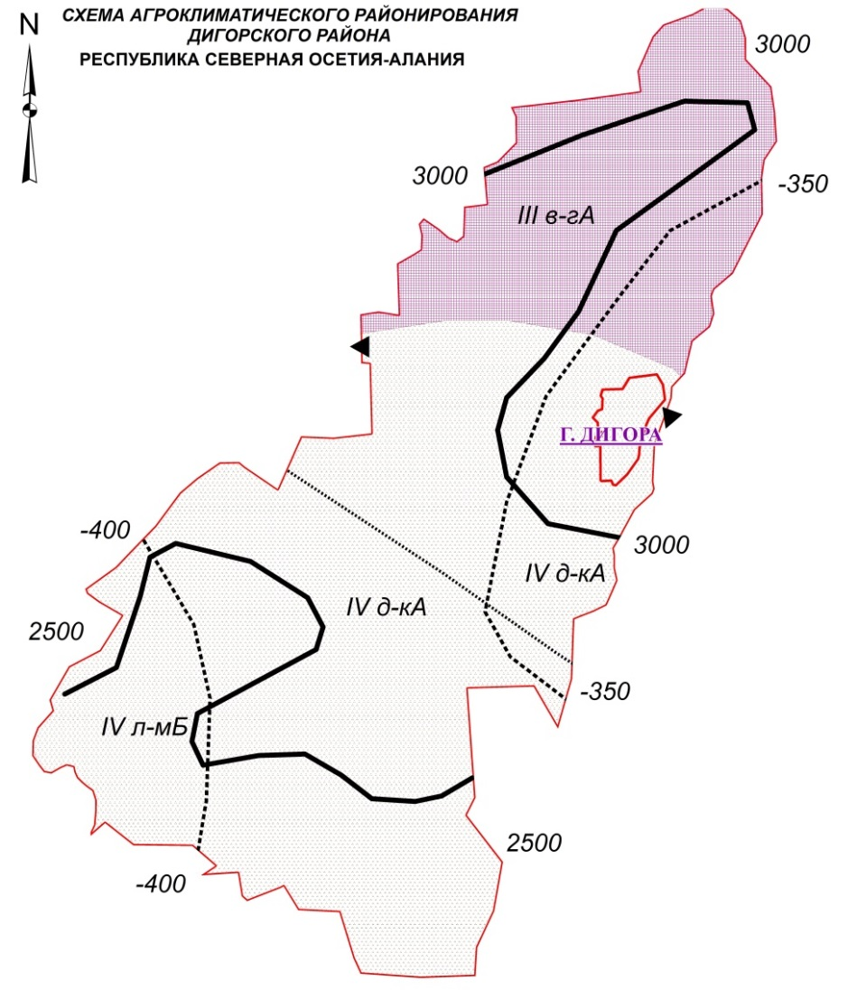 N
СХЕМА АГРОКЛИМАТИЧЕСКОГО РАЙОНИРОВАНИЯ
ДИГОРСКОГО РАЙОНА
РЕСПУБЛИКА СЕВЕРНАЯ ОСЕТИЯ-АЛАНИЯ
3000
3000
-350
III в-гА
Г. ДИГОРА
-400
3000
IV д-кА
IV д-кА
2500
-350
IV л-мБ
2500
-400